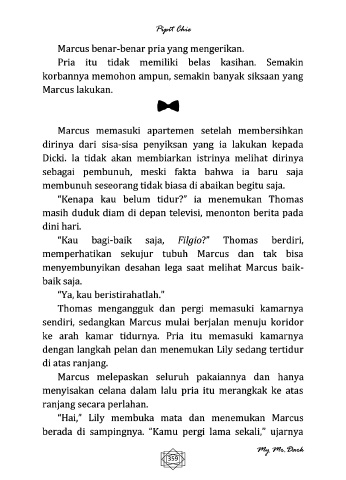 Pipit Chie
Marcus benar-benar pria yang mengerikan.
Pria itu tidak memiliki belas kasihan. Semakin
korbannya memohon ampun, semakin banyak siksaan yang
Marcus lakukan.
Marcus memasuki apartemen setelah membersihkan
dirinya dari sisa-sisa penyiksan yang ia lakukan kepada
Dicki. Ia tidak akan membiarkan istrinya melihat dirinya
sebagai pembunuh, meski fakta bahwa ia baru saja
membunuh seseorang tidak biasa di abaikan begitu saja.
"Kenapa kau belum tidur?" ia menemukan Thomas
masih duduk diam di depan televisi, menonton berita pada
dini hari.
"Kau bagi-baik saja, Filgio?" Thomas berdiri,
memperhatikan sekujur tubuh Marcus dan tak bisa
menyembunyikan desahan lega saat melihat Marcus baik-
baik saja.
"Ya, kau beristirahatlah."
Thomas mengangguk dan pergi memasuki kamarnya
sendiri, sedangkan Marcus mulai berjalan menuju koridor
ke arah kamar tidurnya. Pria itu memasuki kamarnya
dengan langkah pelan dan menemukan Lily sedang tertidur
di atas ranjang.
Marcus melepaskan seluruh pakaiannya dan hanya
menyisakan celana dalam lalu pria itu merangkak ke atas
ranjang secara perlahan.
"Hai," Lily membuka mata dan menemukan Marcus
berada di sampingnya. "Kamu pergi lama sekali," ujarnya
My Mr. Dark
359